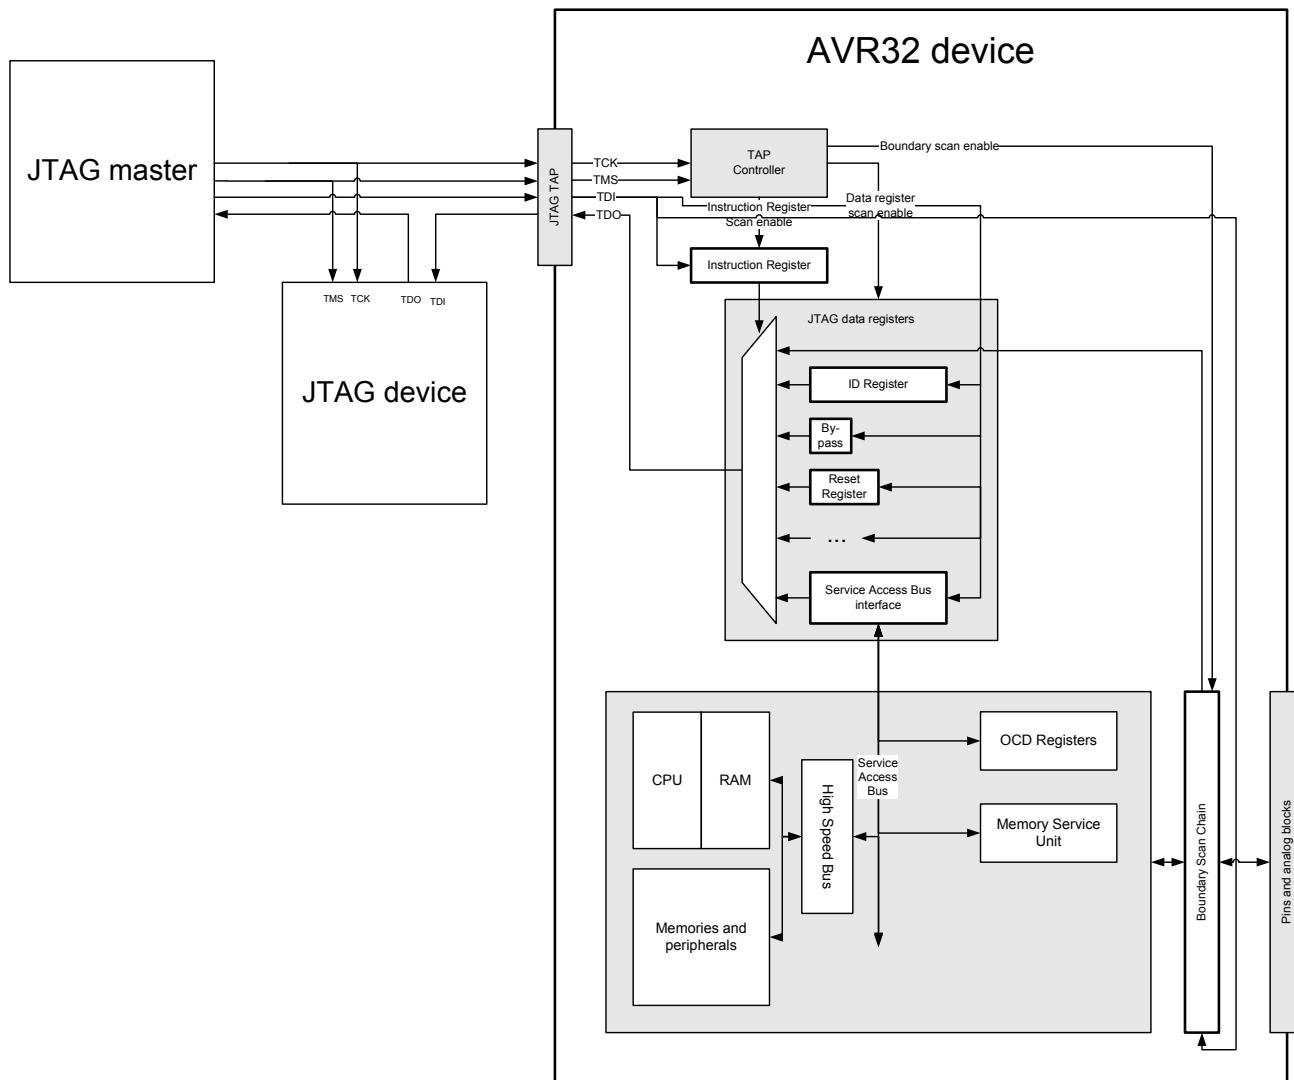 AVR32 device
JTAG master
JTAG TAP
TCK
TMS
TDI
TDO
TAP
Controller
Boundary scan enable
Instruction Register
Scan enable
Data register
scan enable
Instruction Register
TMS TCK TDO TDI
JTAG device
JTAG data registers
ID Register
By-
pass
Reset
Register
...
Service Access Bus
interface
CPU
RAM
High Speed Bus
Service
Access
Bus
OCD Registers
Memory Service
Unit
Memories and
peripherals
Boundary Scan Chain
Pins and analog blocks